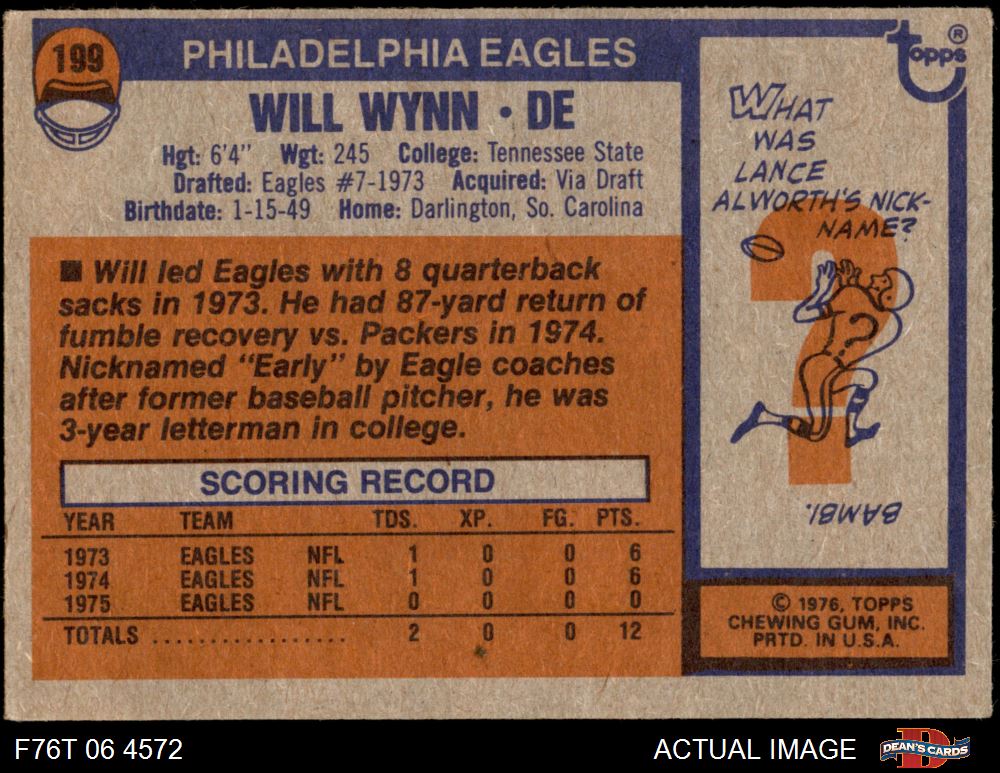 199
PHILADELPHIA EAGLES
WILL WYNN • DE
Hgt: 6'4" Wgt: 245 College: Tennessee State
Drafted: Eagles #7-1973 Acquired: Via Draft
Birthdate: 1-15-49 Home: Darlington, So. Carolina
■ Will led Eagles with 8 quarterback
sacks in 1973. He had 87-yard return of
fumble recovery vs. Packers in 1974.
Nicknamed "Early" by Eagle coaches
after former baseball pitcher, he was
3-year letterman in college.
SCORING RECORD
YEAR TEAM TDS. XP. FG. PTS.
1973 EAGLES NFL 1 0 0 6
1974 EAGLES NFL 1 0 0 6
1975 EAGLES NFL 0 0 0 0
TOTALS .................. 2 0 0 12
topps ®
WHAT
WAS
LANCE
ALWORTH'S NICK-
NAME?
?
BAMBI.
© 1976, TOPPS
CHEWING GUM, INC.
PRTD. IN U.S.A.
F76T 06 4572
ACTUAL IMAGE
D
DEAN'S CARDS